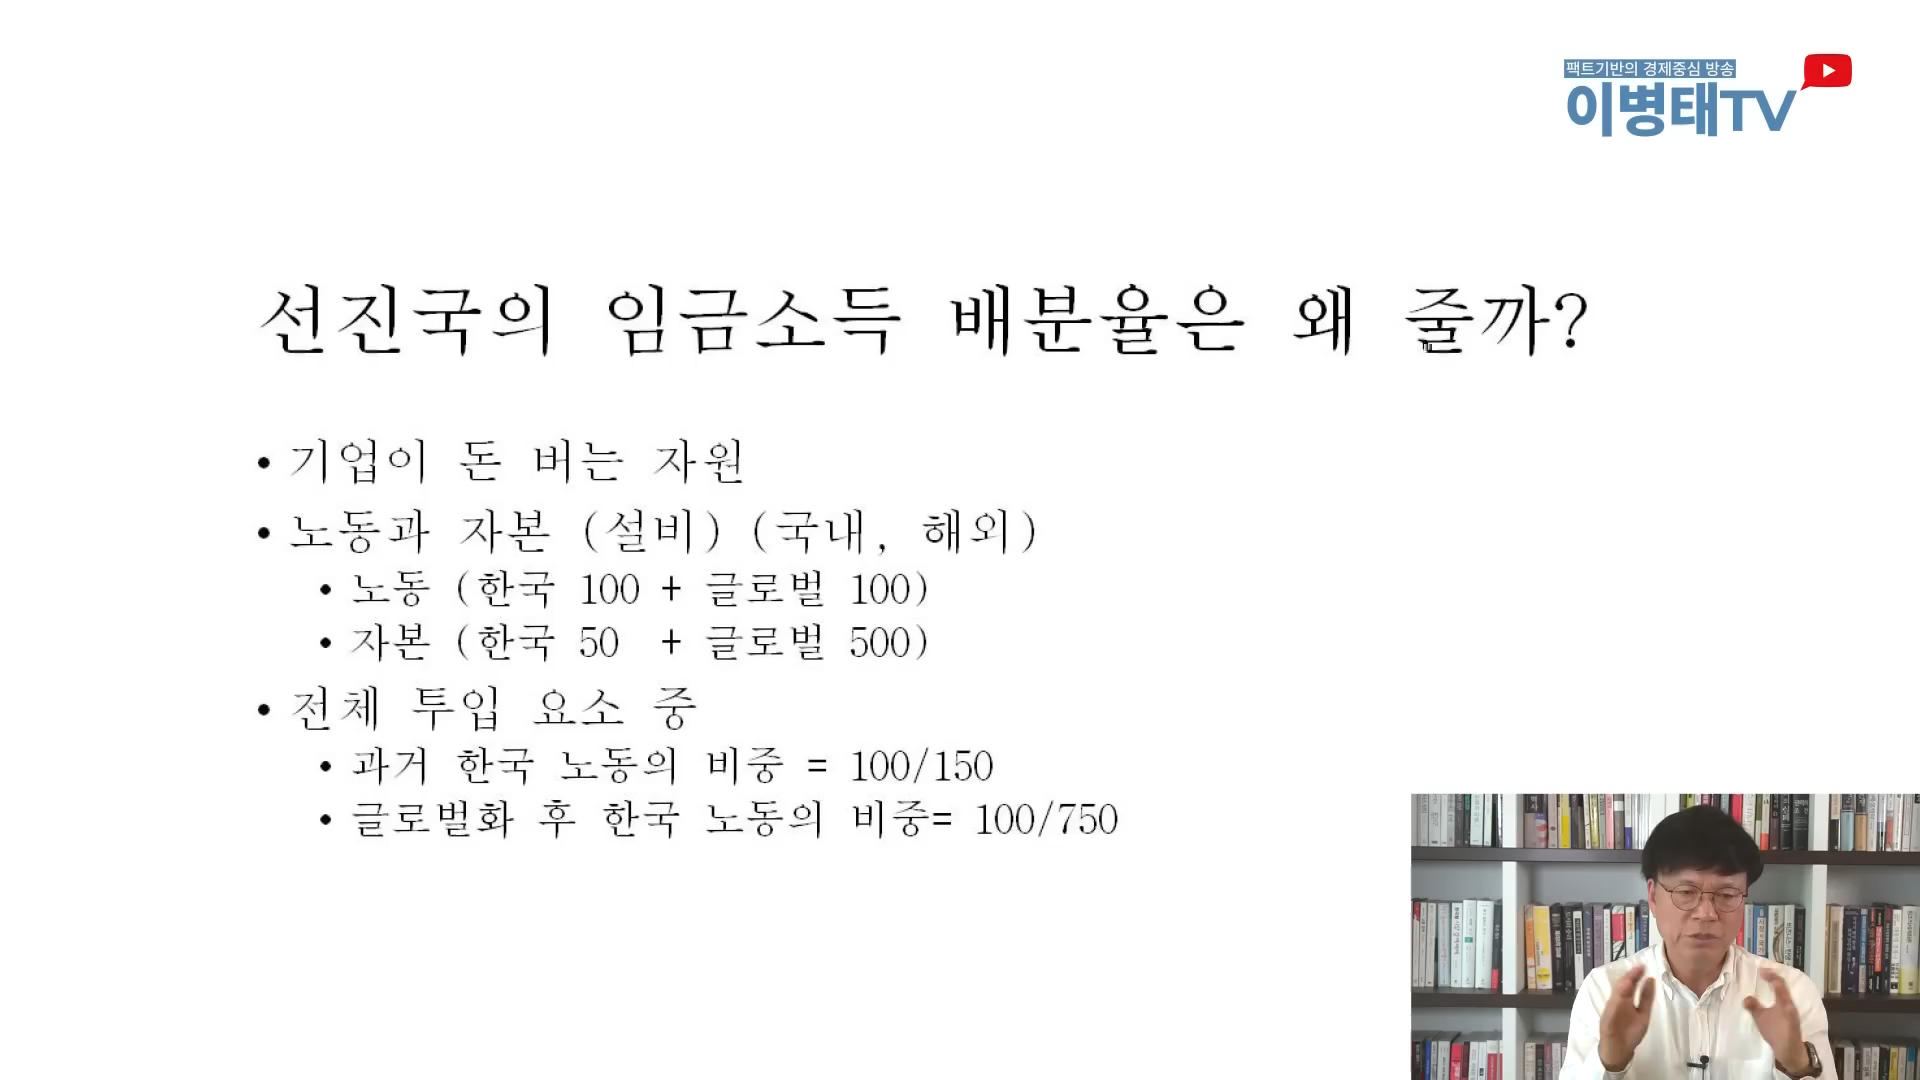 팩트기반의 경제중심 방송
이병태TV
선진국의 임금소득 배분율은 왜 줄까?
• 기업이 돈 버는 자원
• 노동과 자본 (설비) (국내, 해외)
• 노동 (한국 100 + 글로벌 100)
• 자본 (한국 50 + 글로벌 500)
• 전체 투입 요소 중
• 과거 한국 노동의 비중 = 100/150
• 글로벌화 후 한국 노동의 비중= 100/750